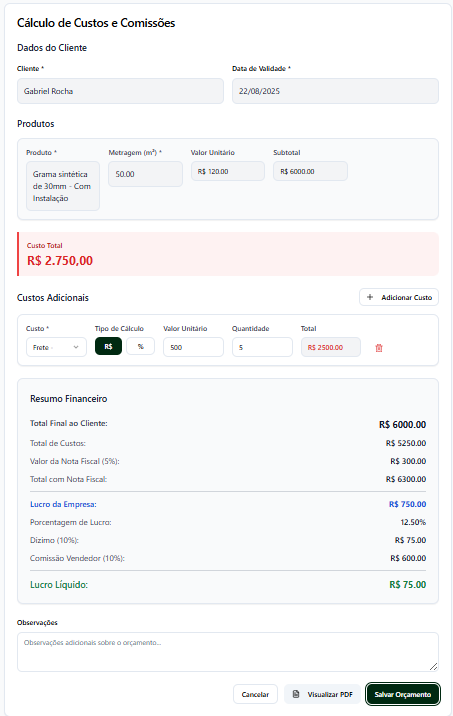 Cálculo de Custos e Comissões
Dados do Cliente
Cliente * Data de Validade *
Gabriel Rocha 22/08/2025
Produtos
Produto * Metragem (m²) * Valor Unitário Subtotal
Grama sintética de 30mm - Com Instalação 50.00 R$ 120.00 R$ 6000.00
Custo Total
R$ 2.750,00
Custos Adicionais + Adicionar Custo
Custo * Tipo de Cálculo Valor Unitário Quantidade Total
Frete R$ % 500 5 R$ 2500.00
Resumo Financeiro
Total Final ao Cliente: R$ 6000.00
Total de Custos: R$ 5250.00
Valor da Nota Fiscal (5%): R$ 300.00
Total com Nota Fiscal: R$ 6300.00
Lucro da Empresa: R$ 750.00
Porcentagem de Lucro: 12.50%
Dízimo (10%): R$ 75.00
Comissão Vendedor (10%): R$ 600.00
Lucro Líquido: R$ 75.00
Observações
Observações adicionais sobre o orçamento...
Cancelar Visualizar PDF Salvar Orçamento